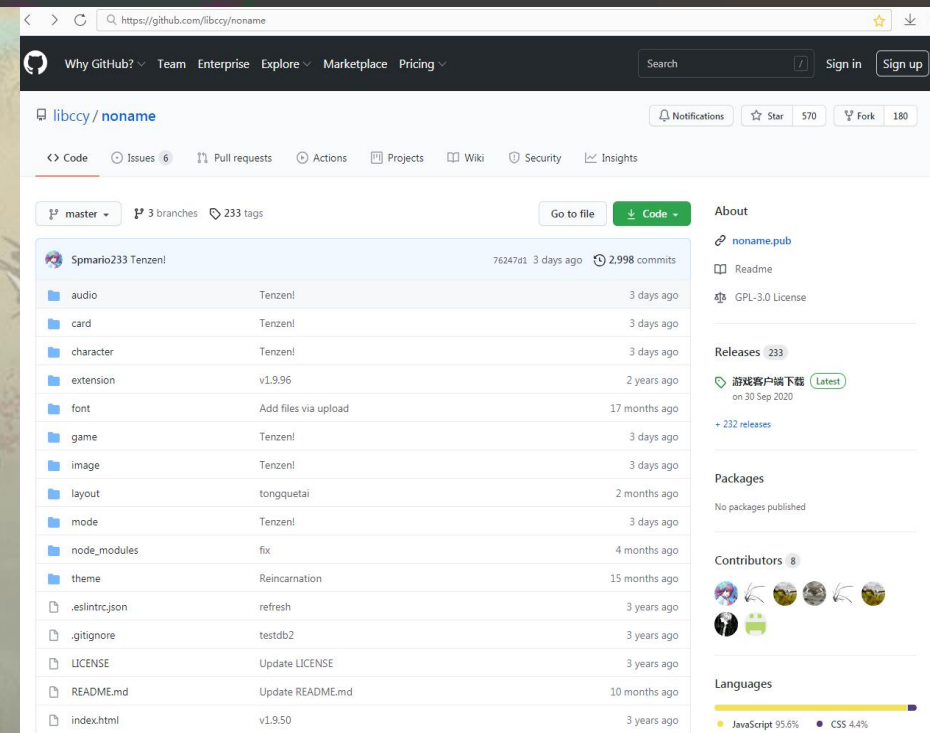 https://github.com/libccy/noname
Why GitHub? Team Enterprise Explore Marketplace Pricing Search / Sign in Sign up
libccy / noname Notifications Star 570 Fork 180
Code Issues 6 Pull requests Actions Projects Wiki Security Insights
master 3 branches 233 tags Go to file Code
Spmario233 Tenzen! 76247d1 3 days ago 2,998 commits
audio Tenzen! 3 days ago
card Tenzen! 3 days ago
character Tenzen! 3 days ago
extension v1.9.96 2 years ago
font Add files via upload 17 months ago
game Tenzen! 3 days ago
image Tenzen! 3 days ago
layout tongquetai 2 months ago
mode Tenzen! 3 days ago
node_modules fix 4 months ago
theme Reincarnation 15 months ago
.eslintrc.json refresh 3 years ago
.gitignore testdb2 3 years ago
LICENSE Update LICENSE 3 years ago
README.md Update README.md 10 months ago
index.html v1.9.50 3 years ago
About
noname.pub
Readme
GPL-3.0 License
Releases 233
游戏客户端下载 Latest
on 30 Sep 2020
+ 232 releases
Packages
No packages published
Contributors 8
Languages
JavaScript 95.6% CSS 4.4%